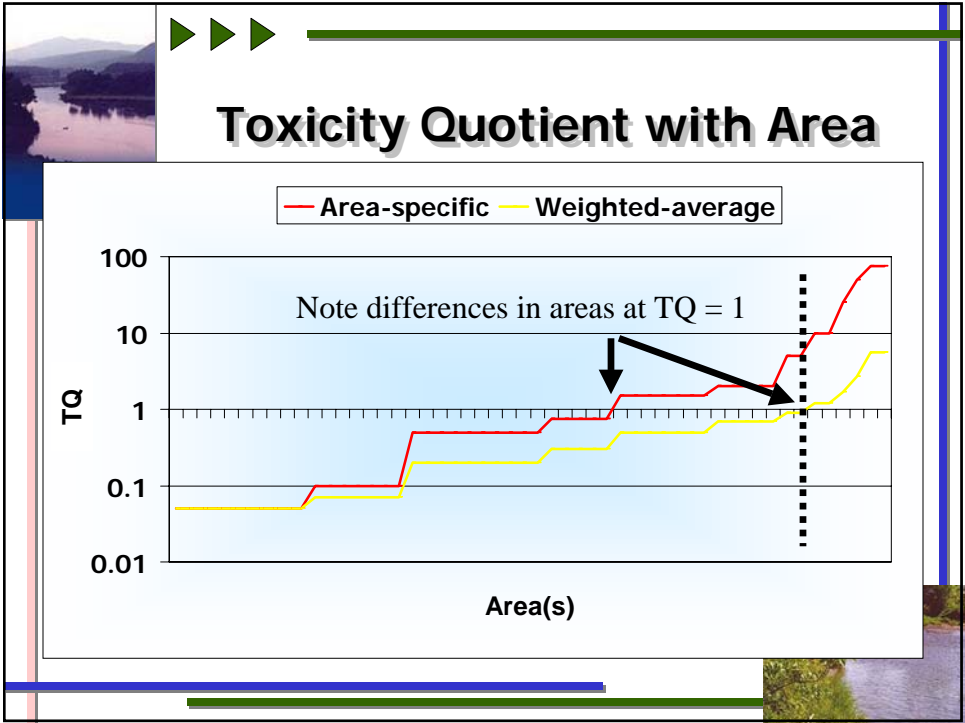 Toxicity Quotient with Area
Area-specific Weighted-average
100
10
1
0.1
0.01
TQ
Note differences in areas at TQ = 1
Area(s)